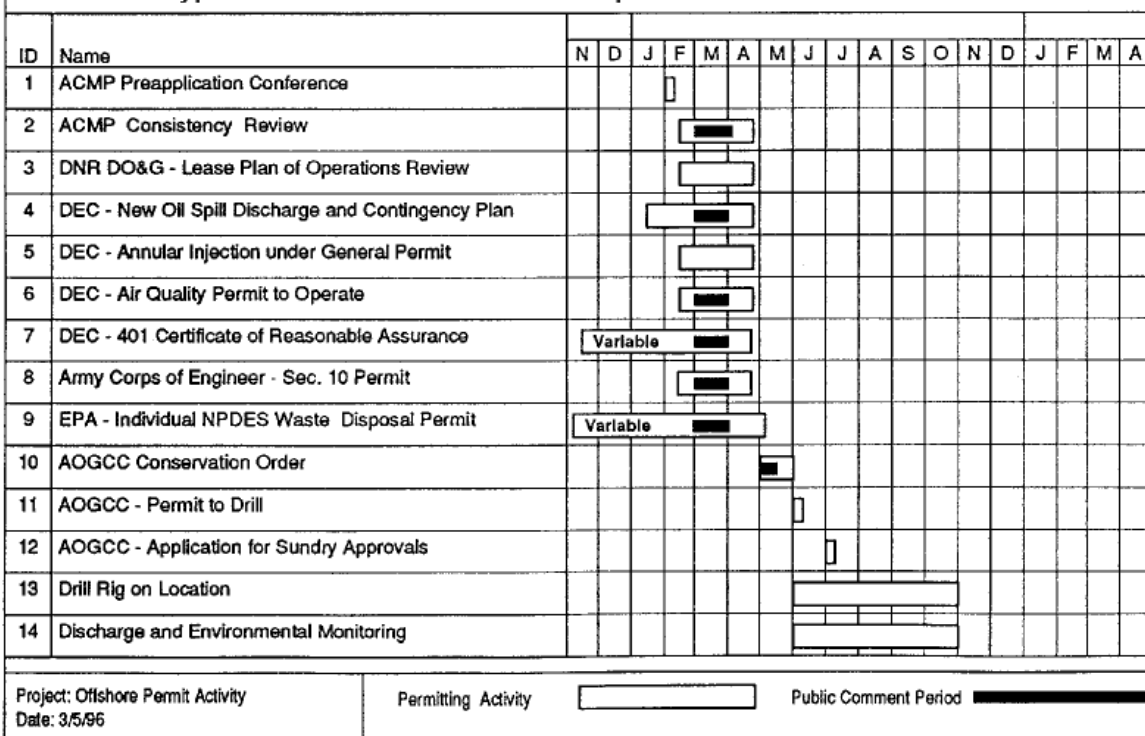 ID Name N D J F M A M J J A S O N D J F M A
1 ACMP Preapplication Conference
2 ACMP Consistency Review
3 DNR DO&G - Lease Plan of Operations Review
4 DEC - New Oil Spill Discharge and Contingency Plan
5 DEC - Annular Injection under General Permit
6 DEC - Air Quality Permit to Operate
7 DEC - 401 Certificate of Reasonable Assurance Variable
8 Army Corps of Engineer - Sec. 10 Permit
9 EPA - Individual NPDES Waste Disposal Permit Variable
10 AOGCC Conservation Order
11 AOGCC - Permit to Drill
12 AOGCC - Application for Sundry Approvals
13 Drill Rig on Location
14 Discharge and Environmental Monitoring
Project: Offshore Permit Activity Permitting Activity Public Comment Period
Date: 3/5/96